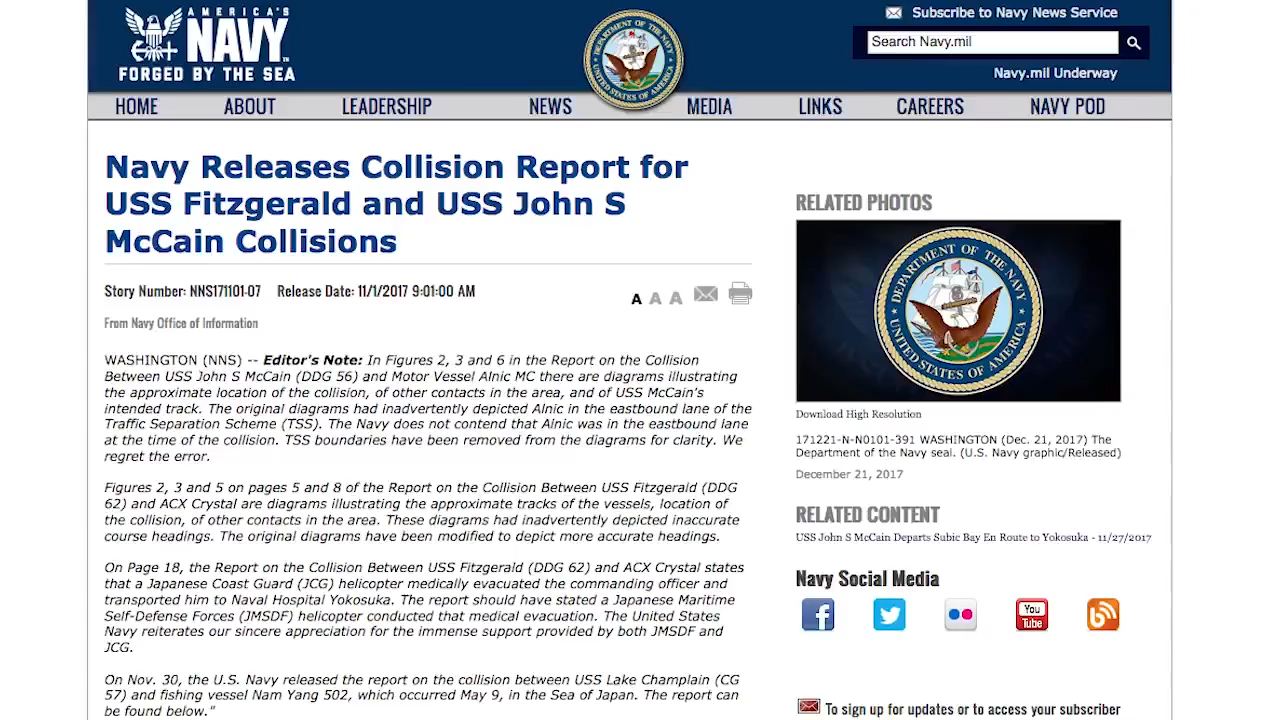 AMERICA'S
NAVY
FORGED BY THE SEA
DEPARTMENT OF THE NAVY
UNITED STATES OF AMERICA
Subscribe to Navy News Service
Search Navy.mil
Navy.mil Underway
HOME ABOUT LEADERSHIP NEWS MEDIA LINKS CAREERS NAVY POD
Navy Releases Collision Report for
USS Fitzgerald and USS John S
McCain Collisions
Story Number: NNS171101-07 Release Date: 11/1/2017 9:01:00 AM
A A A
From Navy Office of Information
WASHINGTON (NNS) -- Editor's Note: In Figures 2, 3 and 6 in the Report on the Collision
Between USS John S McCain (DDG 56) and Motor Vessel Alnic MC there are diagrams illustrating
the approximate location of the collision, of other contacts in the area, and of USS McCain's
intended track. The original diagrams had inadvertently depicted Alnic in the eastbound lane of the
Traffic Separation Scheme (TSS). The Navy does not contend that Alnic was in the eastbound lane
at the time of the collision. TSS boundaries have been removed from the diagrams for clarity. We
regret the error.
Figures 2, 3 and 5 on pages 5 and 8 of the Report on the Collision Between USS Fitzgerald (DDG
62) and ACX Crystal are diagrams illustrating the approximate tracks of the vessels, location of
the collision, of other contacts in the area. These diagrams had inadvertently depicted inaccurate
course headings. The original diagrams have been modified to depict more accurate headings.
On Page 18, the Report on the Collision Between USS Fitzgerald (DDG 62) and ACX Crystal states
that a Japanese Coast Guard (JCG) helicopter medically evacuated the commanding officer and
transported him to Naval Hospital Yokosuka. The report should have stated a Japanese Maritime
Self-Defense Forces (JMSDF) helicopter conducted that medical evacuation. The United States
Navy reiterates our sincere appreciation for the immense support provided by both JMSDF and
JCG.
On Nov. 30, the U.S. Navy released the report on the collision between USS Lake Champlain (CG
57) and fishing vessel Nam Yang 502, which occurred May 9, in the Sea of Japan. The report can
be found below."
RELATED PHOTOS
DEPARTMENT OF THE NAVY
UNITED STATES OF AMERICA
Download High Resolution
171221-N-N0101-391 WASHINGTON (Dec. 21, 2017) The
Department of the Navy seal. (U.S. Navy graphic/Released)
December 21, 2017
RELATED CONTENT
USS John S McCain Departs Subic Bay En Route to Yokosuka - 11/27/2017
Navy Social Media
You
Tube
To sign up for updates or to access your subscriber